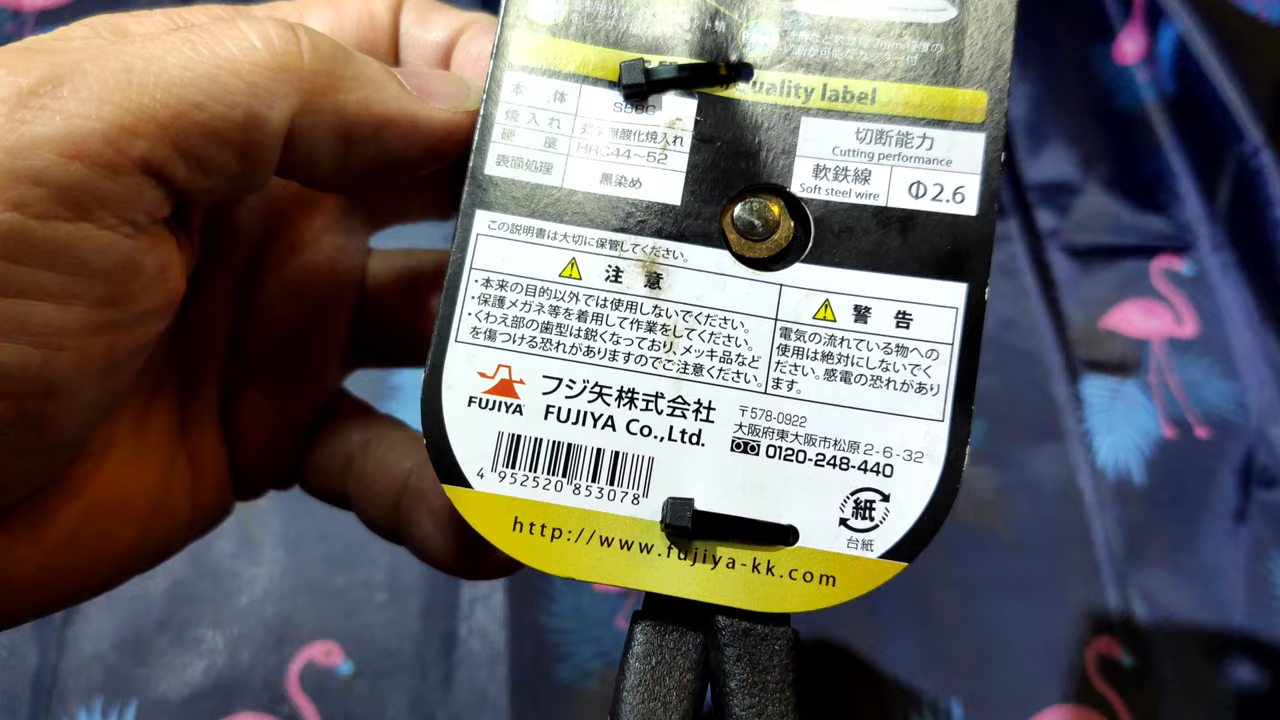 uality label
本体
S58C
焼入れ
無酸化焼入れ
硬度
HRC44～52
表面処理
黒染め
切断能力
Cutting performance
軟鉄線
Soft steel wire
Φ2.6
この説明書は大切に保管してください。
注意
・本来の目的以外では使用しないでください。
・保護メガネ等を着用して作業をしてください。
・くわえ部の歯型は鋭くなっており、メッキ品など
を傷つける恐れがありますのでご注意ください。
警告
電気の流れている物への
使用は絶対にしないでく
ださい。感電の恐れがあり
ます。
FUJIYA
フジ矢株式会社
FUJIYA Co.,Ltd.
〒578-0922
大阪府東大阪市松原2-6-32
0120-248-440
4 952520 853078
紙
台紙
http://www.fujiya-kk.com